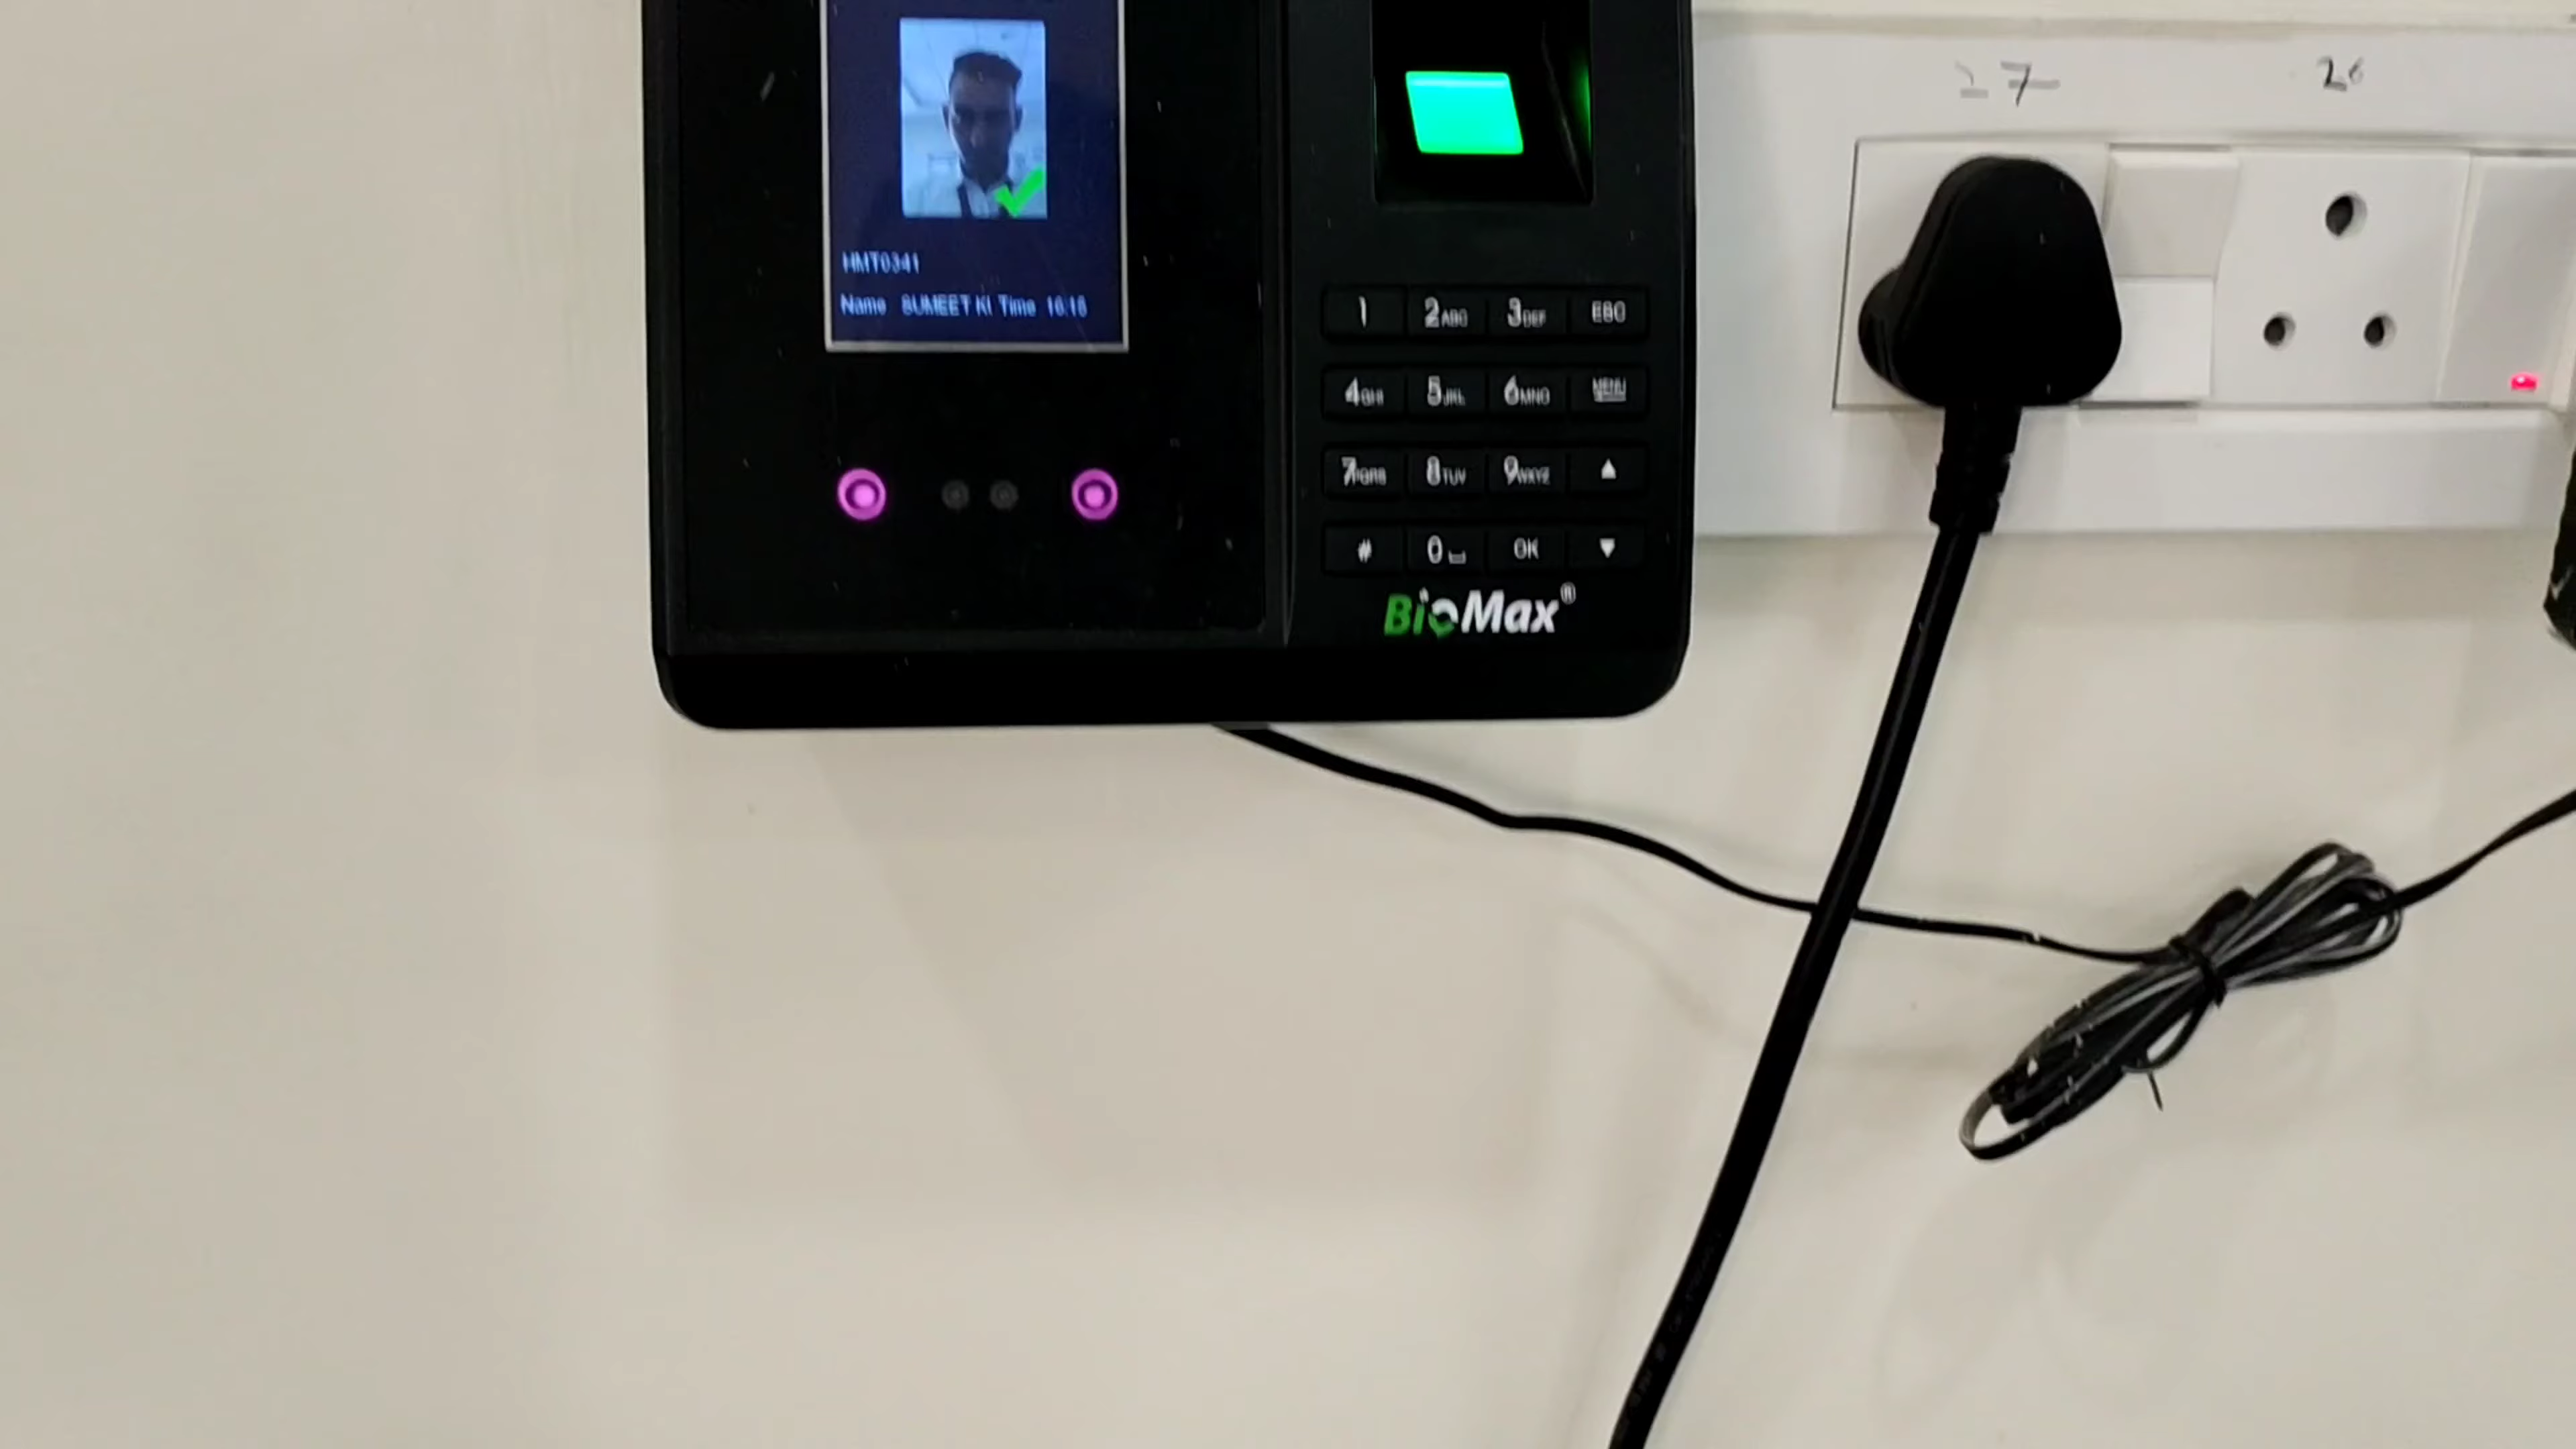 27
26
HMT0341
Name SUMEET KI Time 16:18
1 2ABC 3DEF ESC
4GHI 5JKL 6MNO MENU
7PQRS 8TUV 9WXYZ ▲
# 0 OK ▼
BioMax®